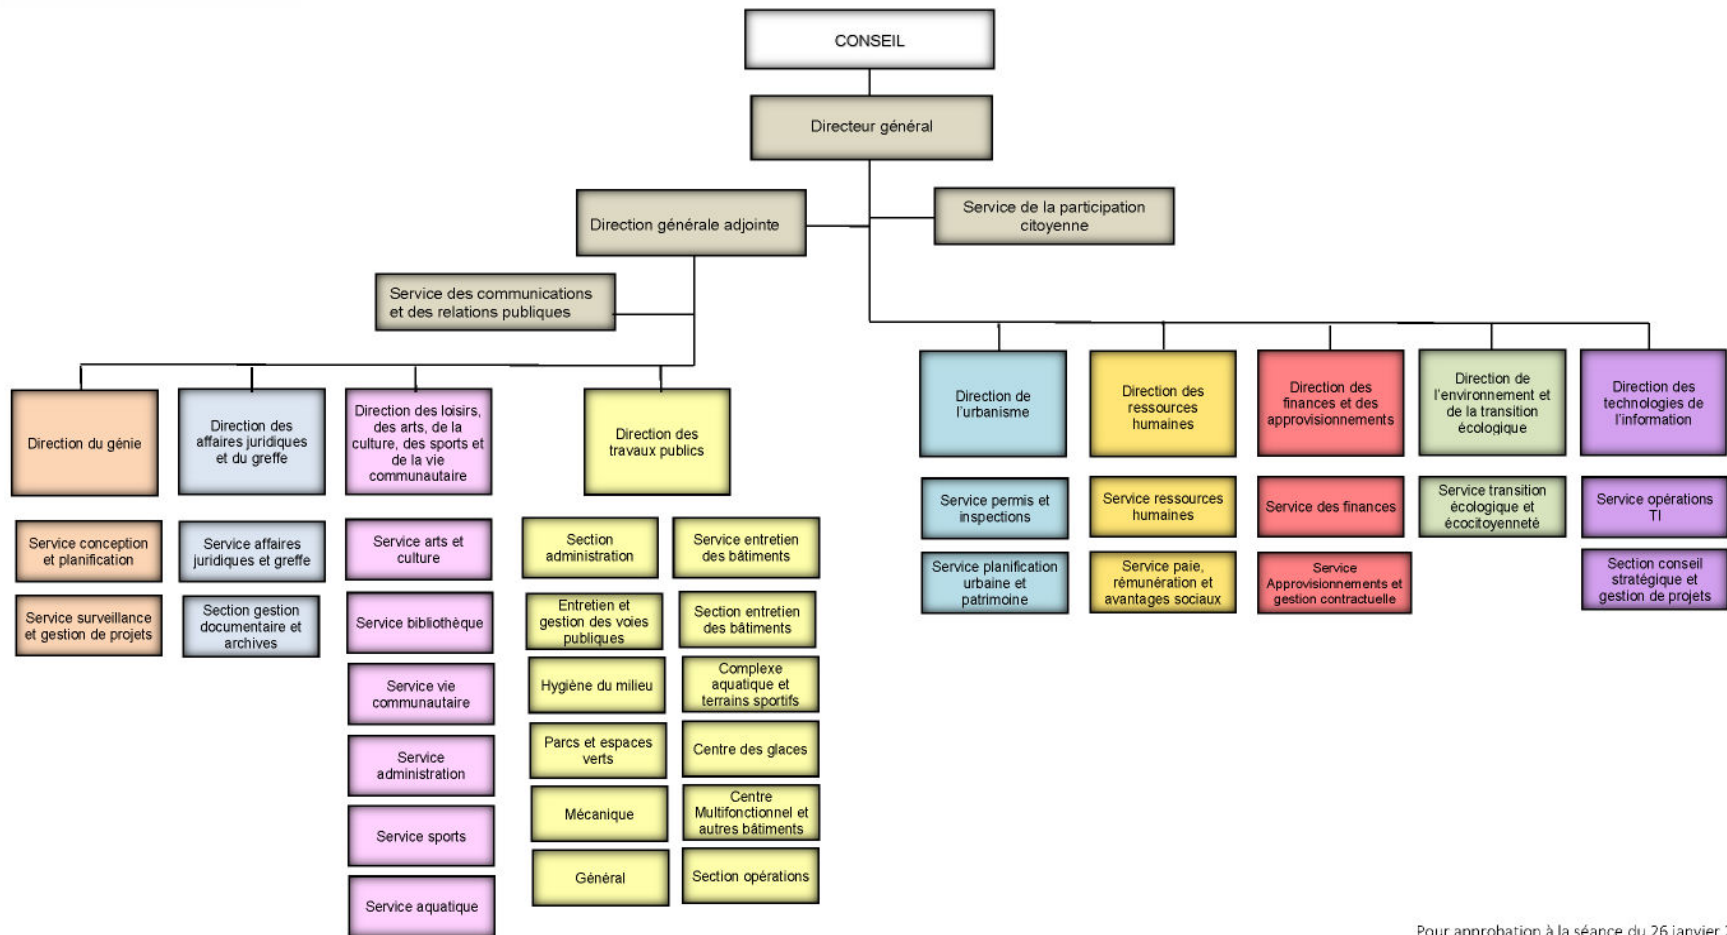 CONSEIL
Directeur général
Direction générale adjointe
Service de la participation
citoyenne
Service des communications
et des relations publiques
Direction du génie
Direction des
affaires juridiques
et du greffe
Direction des loisirs,
des arts, de la
culture, des sports et
de la vie
communautaire
Direction des
travaux publics
Direction de
l'urbanisme
Direction des
ressources
humaines
Direction des
finances et des
approvisionnements
Direction de
l'environnement et
de la transition
écologique
Direction des
technologies de
l'information
Service conception
et planification
Service surveillance
et gestion de projets
Service affaires
juridiques et greffe
Section gestion
documentaire et
archives
Service arts et
culture
Service bibliothèque
Service vie
communautaire
Service
administration
Service sports
Service aquatique
Section
administration
Entretien et
gestion des voies
publiques
Hygiène du milieu
Parcs et espaces
verts
Mécanique
Général
Service entretien
des bâtiments
Section entretien
des bâtiments
Complexe
aquatique et
terrains sportifs
Centre des glaces
Centre
Multifonctionnel et
autres bâtiments
Section opérations
Service permis et
inspections
Service planification
urbaine et
patrimoine
Service ressources
humaines
Service paie,
rémunération et
avantages sociaux
Service des finances
Service
Approvisionnements et
gestion contractuelle
Service transition
écologique et
écocitoyenneté
Service opérations
TI
Section conseil
stratégique et
gestion de projets
Pour approbation à la séance du 26 janvier